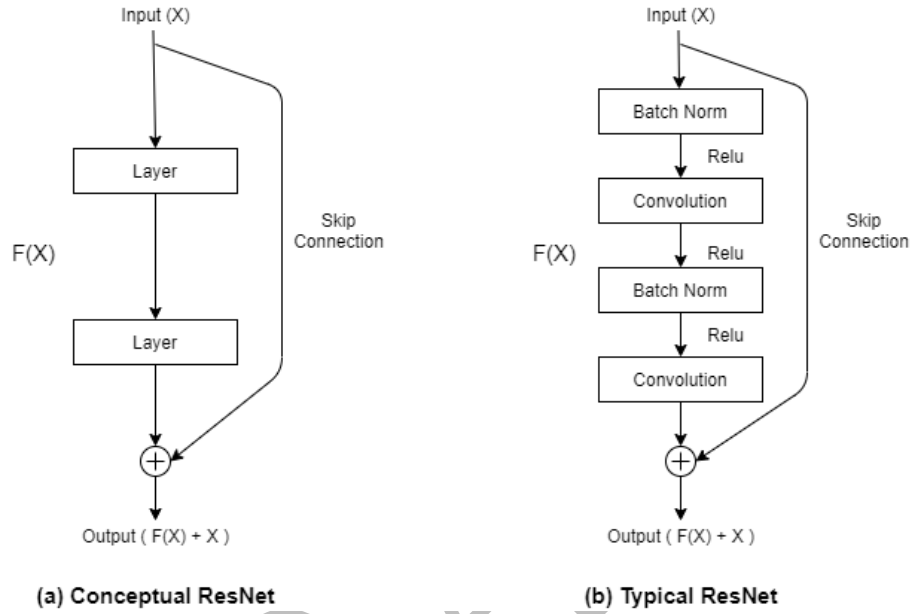 Input (X)
Layer
F(X)
Skip
Connection
Layer
Output ( F(X) + X )
(a) Conceptual ResNet
Input (X)
Batch Norm
Relu
Convolution
F(X)
Skip
Connection
Relu
Batch Norm
Relu
Convolution
Output ( F(X) + X )
(b) Typical ResNet